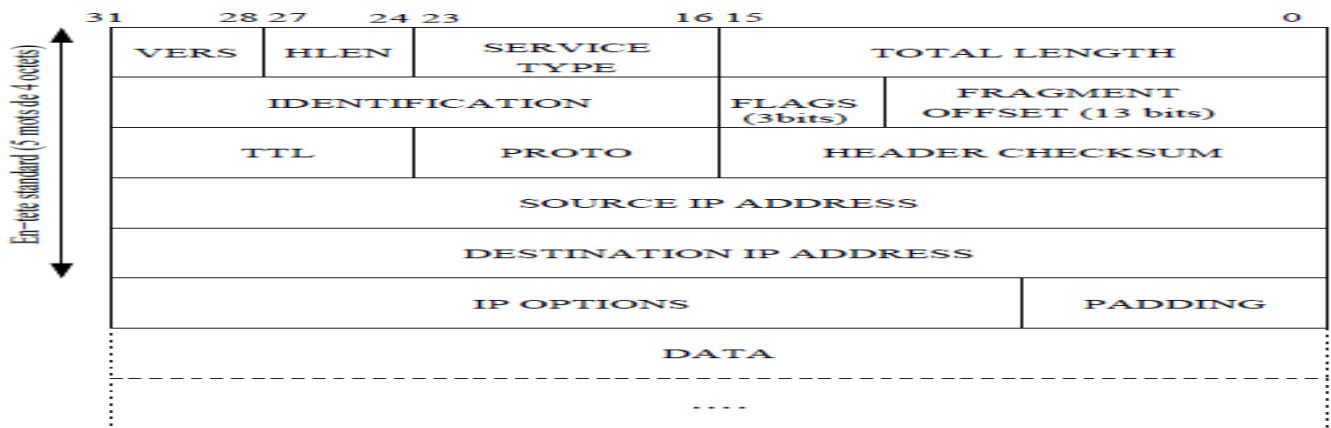 31 28 27 24 23 16 15 0
En-tete standard (5 mots de 4 octets)
VERS HLEN SERVICE TYPE TOTAL LENGTH
IDENTIFICATION FLAGS (3bits) FRAGMENT OFFSET (13 bits)
TTL PROTO HEADER CHECKSUM
SOURCE IP ADDRESS
DESTINATION IP ADDRESS
IP OPTIONS PADDING
DATA
....